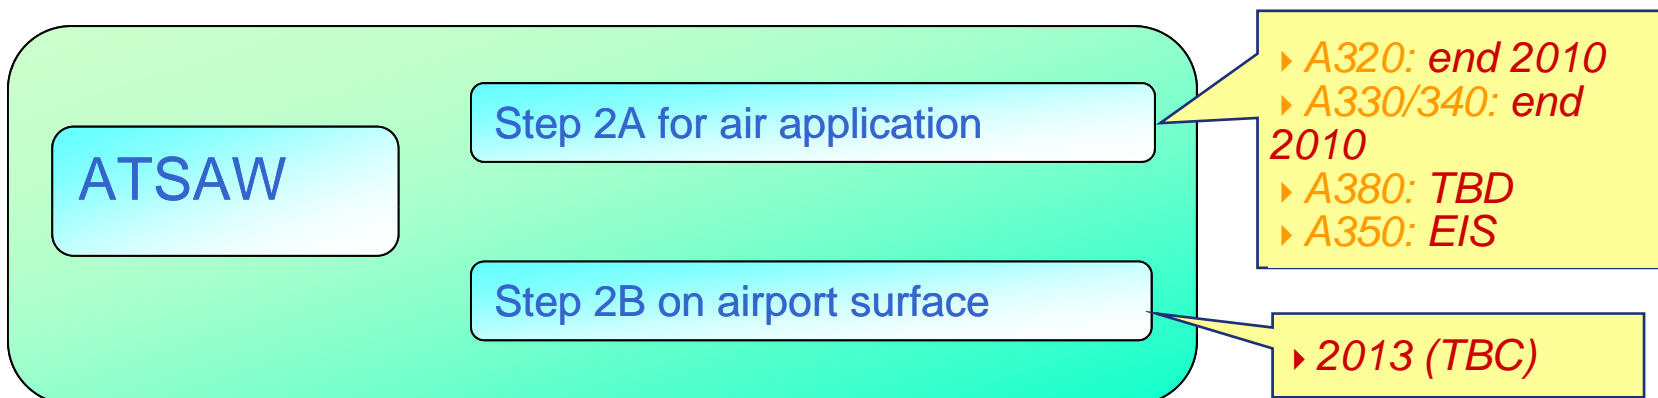 ATSAW
Step 2A for air application
A320: end 2010
A330/340: end
2010
A380: TBD
A350: EIS
Step 2B on airport surface
2013 (TBC)